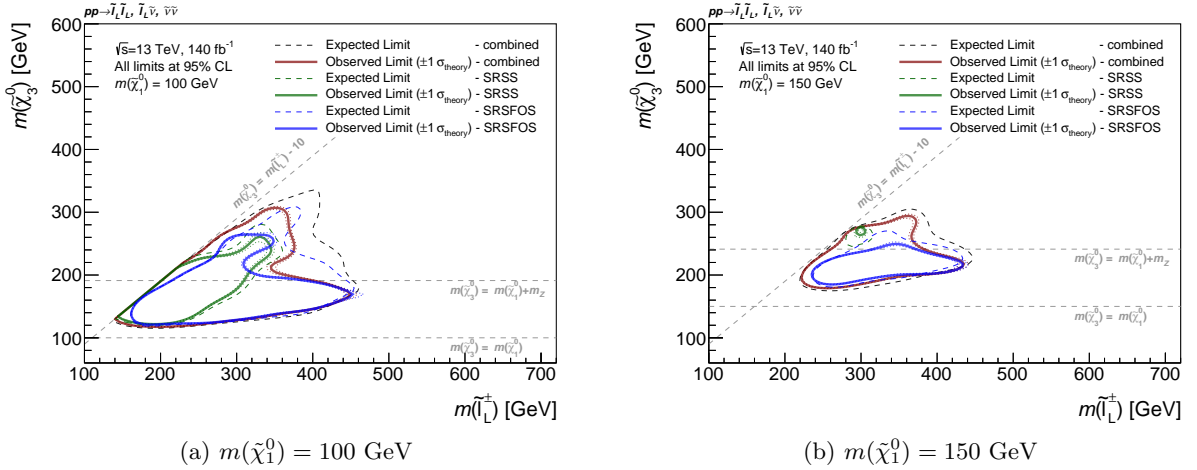 pp→l̃_L l̃_L, l̃_L ν̃, ν̃ν̃
m(χ̃₃⁰) [GeV]
600
500
400
300
200
100
√s=13 TeV, 140 fb⁻¹
All limits at 95% CL
m(χ̃₁⁰) = 100 GeV
Expected Limit - combined
Observed Limit (±1 σ_theory) - combined
Expected Limit - SRSS
Observed Limit (±1 σ_theory) - SRSS
Expected Limit - SRSFOS
Observed Limit (±1 σ_theory) - SRSFOS
m(χ̃₃⁰) = m(l̃_L^±) - 10
m(χ̃₃⁰) = m(χ̃₁⁰)+m_Z
m(χ̃₃⁰) = m(χ̃₁⁰)
100 200 300 400 500 600 700
m(l̃_L^±) [GeV]
(a) m(χ̃₁⁰) = 100 GeV
pp→l̃_L l̃_L, l̃_L ν̃, ν̃ν̃
m(χ̃₃⁰) [GeV]
600
500
400
300
200
100
√s=13 TeV, 140 fb⁻¹
All limits at 95% CL
m(χ̃₁⁰) = 150 GeV
Expected Limit - combined
Observed Limit (±1 σ_theory) - combined
Expected Limit - SRSS
Observed Limit (±1 σ_theory) - SRSS
Expected Limit - SRSFOS
Observed Limit (±1 σ_theory) - SRSFOS
m(χ̃₃⁰) = m(l̃_L^±) - 10
m(χ̃₃⁰) = m(χ̃₁⁰)+m_Z
m(χ̃₃⁰) = m(χ̃₁⁰)
100 200 300 400 500 600 700
m(l̃_L^±) [GeV]
(b) m(χ̃₁⁰) = 150 GeV